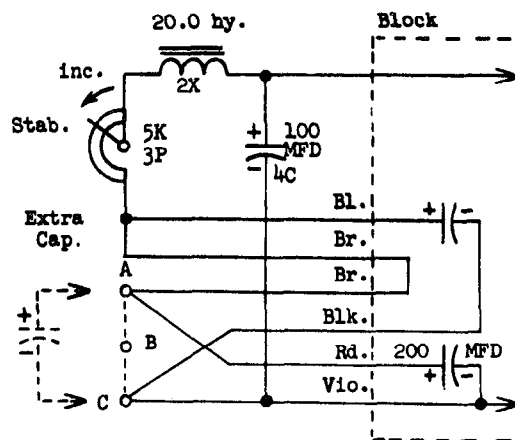 20.0 hy.
Block
inc.
2X
Stab.
5K
3P
+ 100
MFD
- 4C
Extra
Cap.
Bl.
+ -
Br.
A
Br.
+
-
Blk.
B
Rd. 200 MFD
+ -
Vio.
C